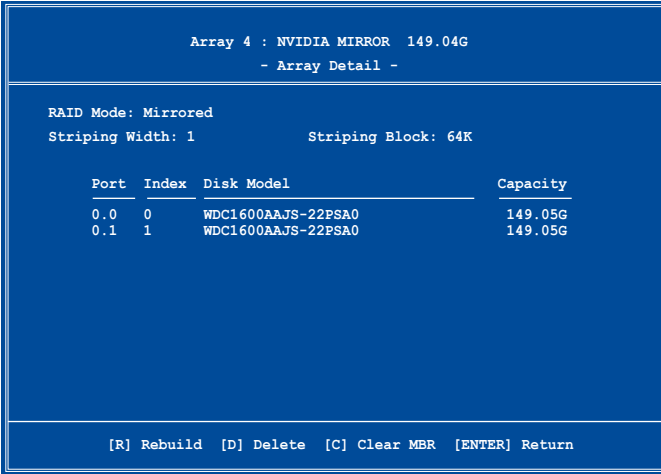 Array 4 : NVIDIA MIRROR 149.04G
- Array Detail -
RAID Mode: Mirrored
Striping Width: 1 Striping Block: 64K
Port Index Disk Model Capacity
0.0 0 WDC1600AAJS-22PSA0 149.05G
0.1 1 WDC1600AAJS-22PSA0 149.05G
[R] Rebuild [D] Delete [C] Clear MBR [ENTER] Return